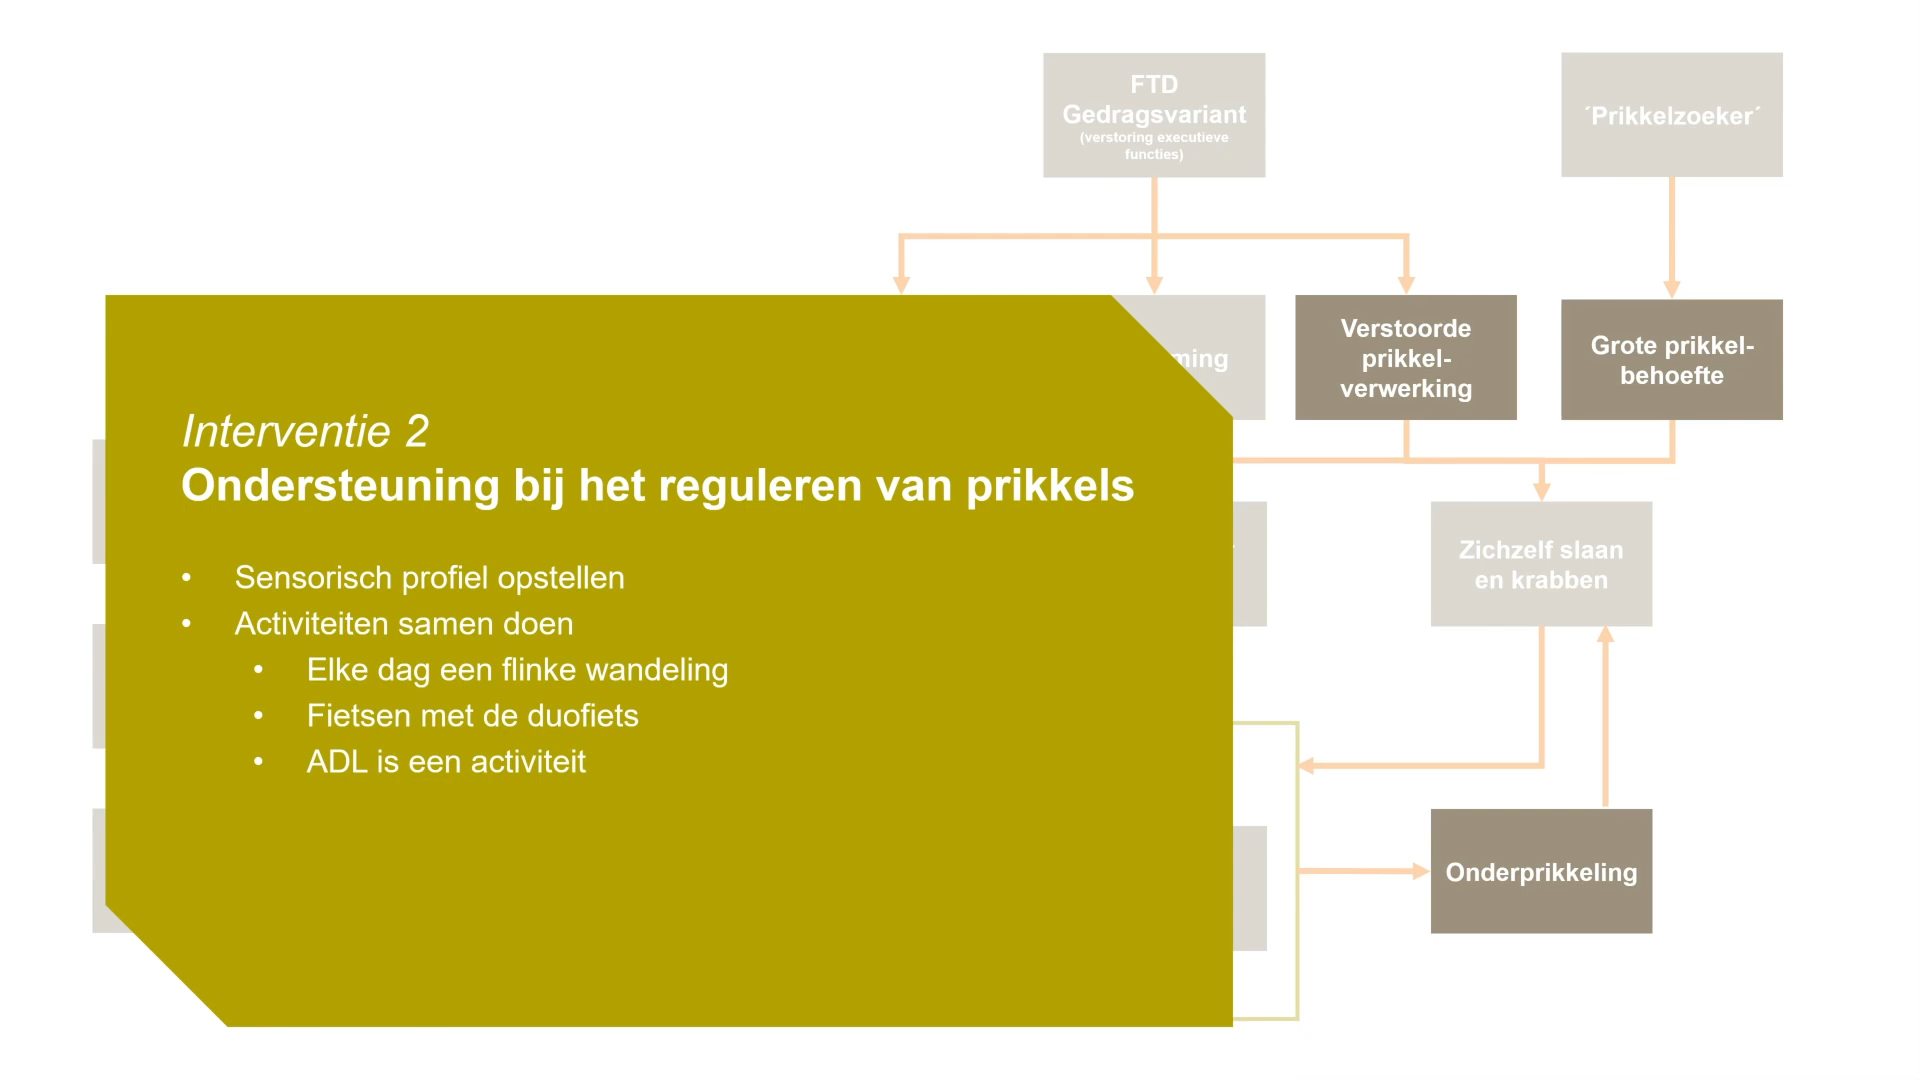 FTD
Gedragsvariant
(verstoring executieve
functies)
´Prikkelzoeker´
Verstoorde
prikkel-
verwerking
Grote prikkel-
behoefte
Interventie 2
Ondersteuning bij het reguleren van prikkels
• Sensorisch profiel opstellen
• Activiteiten samen doen
• Elke dag een flinke wandeling
• Fietsen met de duofiets
• ADL is een activiteit
Zichzelf slaan
en krabben
Onderprikkeling